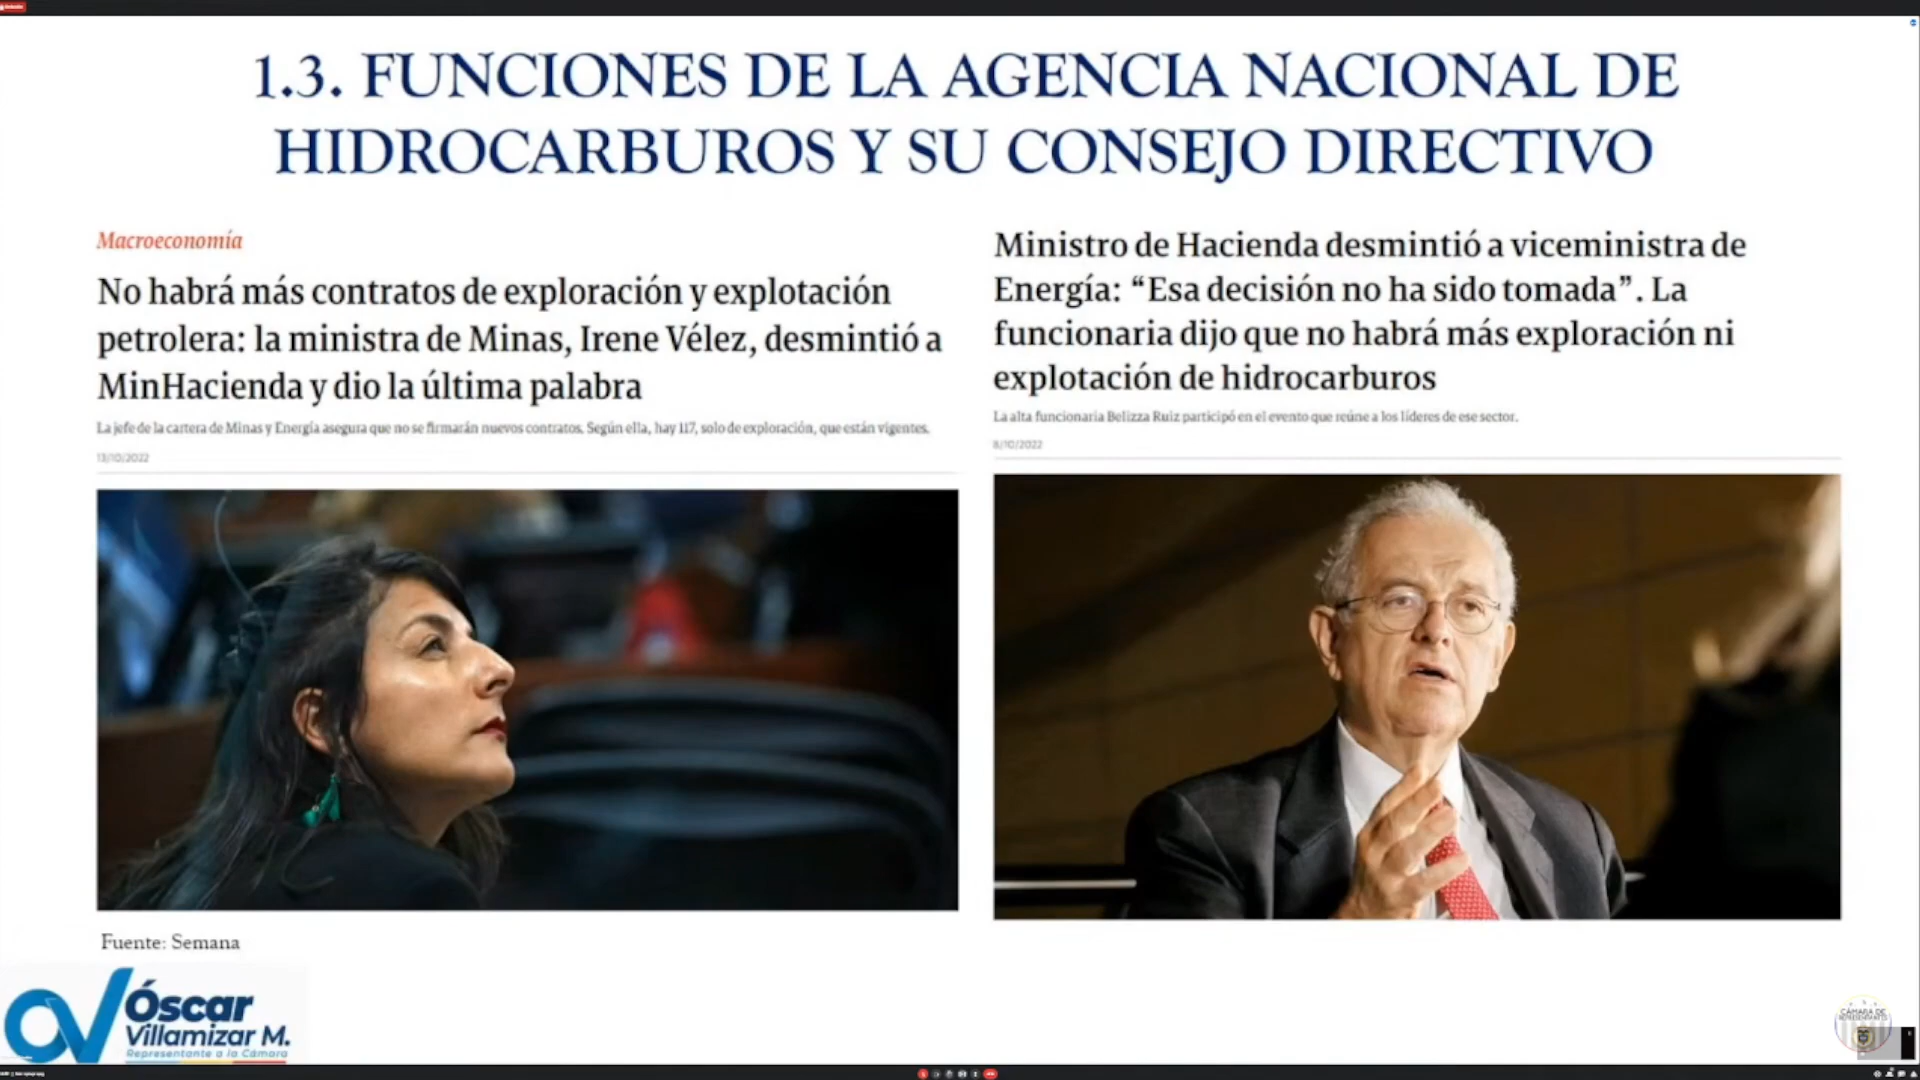 1.3. FUNCIONES DE LA AGENCIA NACIONAL DE
HIDROCARBUROS Y SU CONSEJO DIRECTIVO
Macroeconomía
No habrá más contratos de exploración y explotación
petrolera: la ministra de Minas, Irene Vélez, desmintió a
MinHacienda y dio la última palabra
La jefe de la cartera de Minas y Energía asegura que no se firmarán nuevos contratos. Según ella, hay 117, solo de exploración, que están vigentes.
13/10/2022
Ministro de Hacienda desmintió a viceministra de
Energía: “Esa decisión no ha sido tomada”. La
funcionaria dijo que no habrá más exploración ni
explotación de hidrocarburos
La alta funcionaria Belizza Ruiz participó en el evento que reúne a los líderes de ese sector.
8/10/2022
Fuente: Semana
OV Óscar
Villamizar M.
Representante a la Cámara
CÁMARA DE
REPRESENTANTES